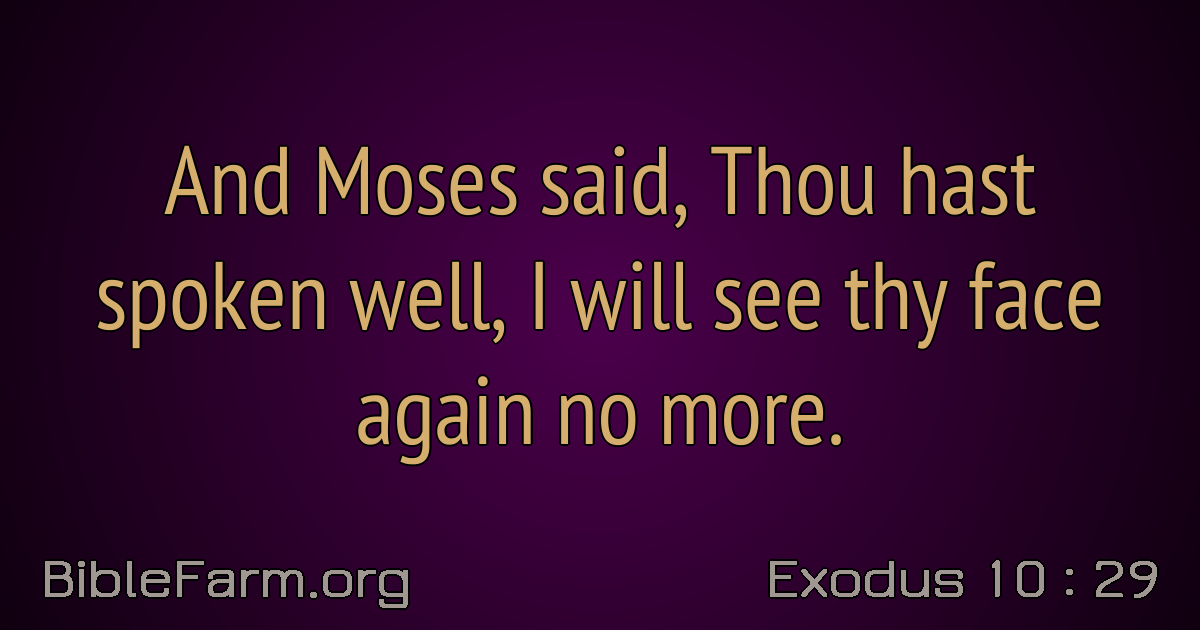 And Moses said, Thou hast
spoken well, I will see thy face
again no more.
BibleFarm.org
Exodus 10 : 29